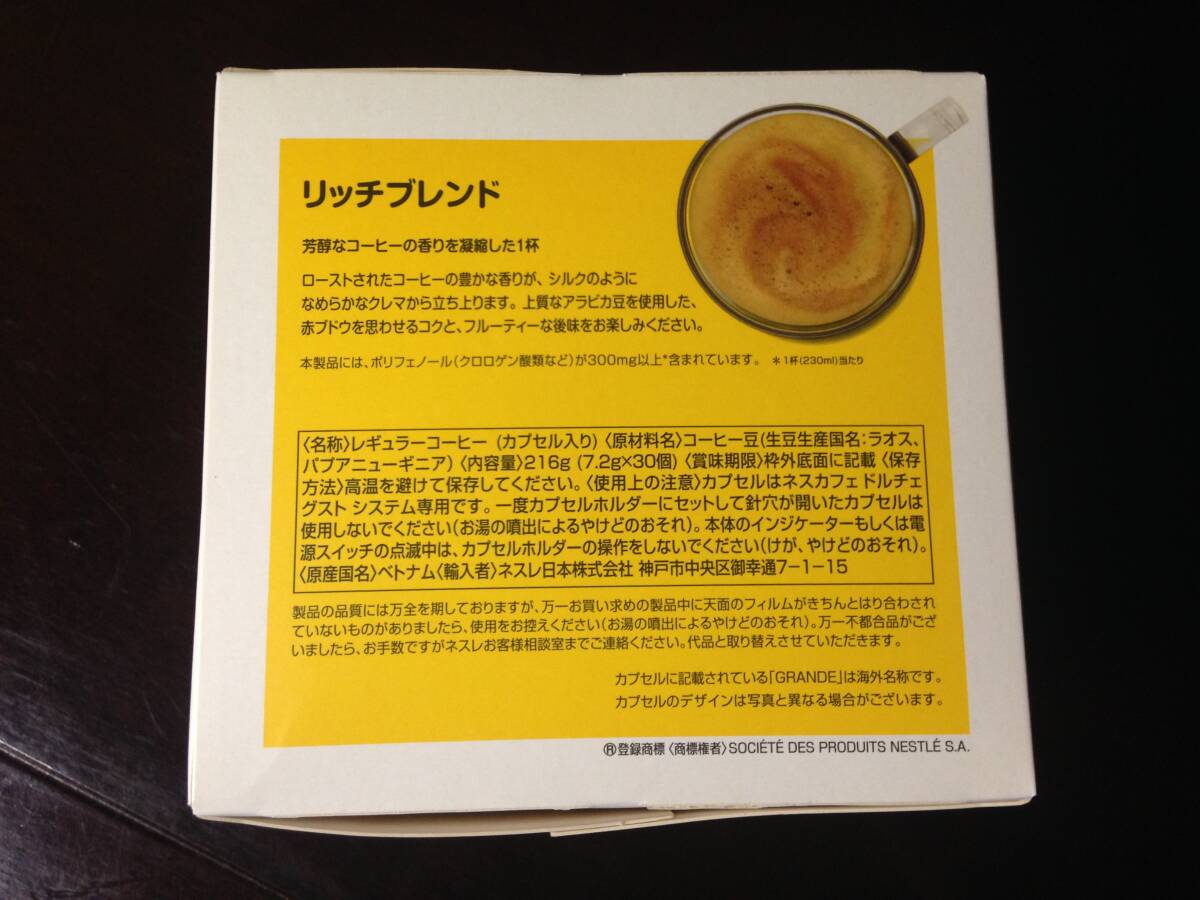 リッチブレンド
芳醇なコーヒーの香りを凝縮した1杯
ローストされたコーヒーの豊かな香りが、シルクのように
なめらかなクレマから立ち上ります。上質なアラビカ豆を使用した、
赤ブドウを思わせるコクと、フルーティーな後味をお楽しみください。
本製品には、ポリフェノール(クロロゲン酸類など)が300mg以上*含まれています。 *1杯(230ml)当たり
〈名称〉レギュラーコーヒー (カプセル入り) 〈原材料名〉コーヒー豆(生豆生産国名:ラオス、
パプアニューギニア) 〈内容量〉216g (7.2g×30個) 〈賞味期限〉枠外底面に記載 〈保存
方法〉高温を避けて保存してください。〈使用上の注意〉カプセルはネスカフェ ドルチェ
グスト システム専用です。一度カプセルホルダーにセットして針穴が開いたカプセルは
使用しないでください(お湯の噴出によるやけどのおそれ)。本体のインジケーターもしくは電
源スイッチの点滅中は、カプセルホルダーの操作をしないでください(けが、やけどのおそれ)。
〈原産国名〉ベトナム〈輸入者〉ネスレ日本株式会社 神戸市中央区御幸通7-1-15
製品の品質には万全を期しておりますが、万一お買い求めの製品中に天面のフィルムがきちんとはり合わされ
ていないものがありましたら、使用をお控えください(お湯の噴出によるやけどのおそれ)。万一不都合品がござ
いましたら、お手数ですがネスレお客様相談室までご連絡ください。代品と取り替えさせていただきます。
カプセルに記載されている「GRANDE」は海外名称です。
カプセルのデザインは写真と異なる場合がございます。
®登録商標〈商標権者〉SOCIÉTÉ DES PRODUITS NESTLÉ S.A.